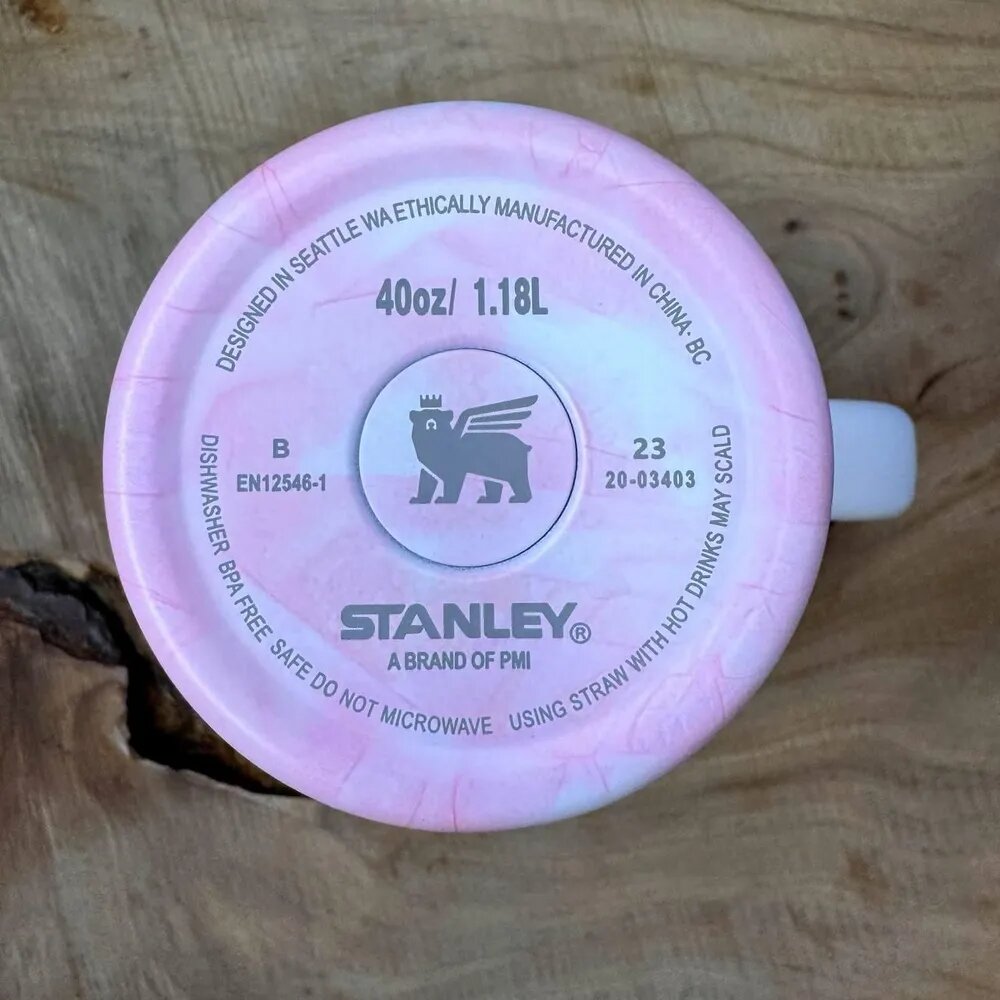 DESIGNED IN SEATTLE WA ETHICALLY MANUFACTURED IN CHINA· BC
40oz/ 1.18L
B
EN12546-1
23
20-03403
STANLEY®
A BRAND OF PMI
DISHWASHER BPA FREE SAFE DO NOT MICROWAVE USING STRAW WITH HOT DRINKS MAY SCALD